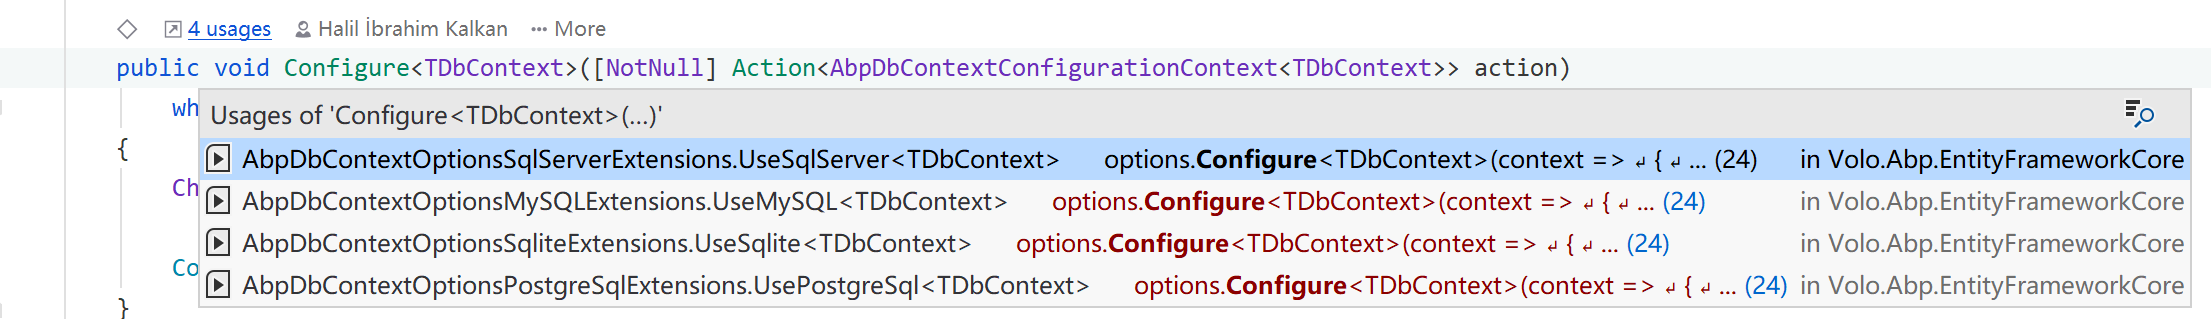 4 usages Halil İbrahim Kalkan ··· More
public void Configure<TDbContext>([NotNull] Action<AbpDbContextConfigurationContext<TDbContext>> action)
wh
Usages of 'Configure<TDbContext>(...)'
{
AbpDbContextOptionsSqlServerExtensions.UseSqlServer<TDbContext> options.Configure<TDbContext>(context => ↲ { ↲ ... (24) in Volo.Abp.EntityFrameworkCore
Ch
AbpDbContextOptionsMySQLExtensions.UseMySQL<TDbContext> options.Configure<TDbContext>(context => ↲ { ↲ ... (24) in Volo.Abp.EntityFrameworkCore
AbpDbContextOptionsSqliteExtensions.UseSqlite<TDbContext> options.Configure<TDbContext>(context => ↲ { ↲ ... (24) in Volo.Abp.EntityFrameworkCore
Co
AbpDbContextOptionsPostgreSqlExtensions.UsePostgreSql<TDbContext> options.Configure<TDbContext>(context => ↲ { ↲ ... (24) in Volo.Abp.EntityFrameworkCore
}